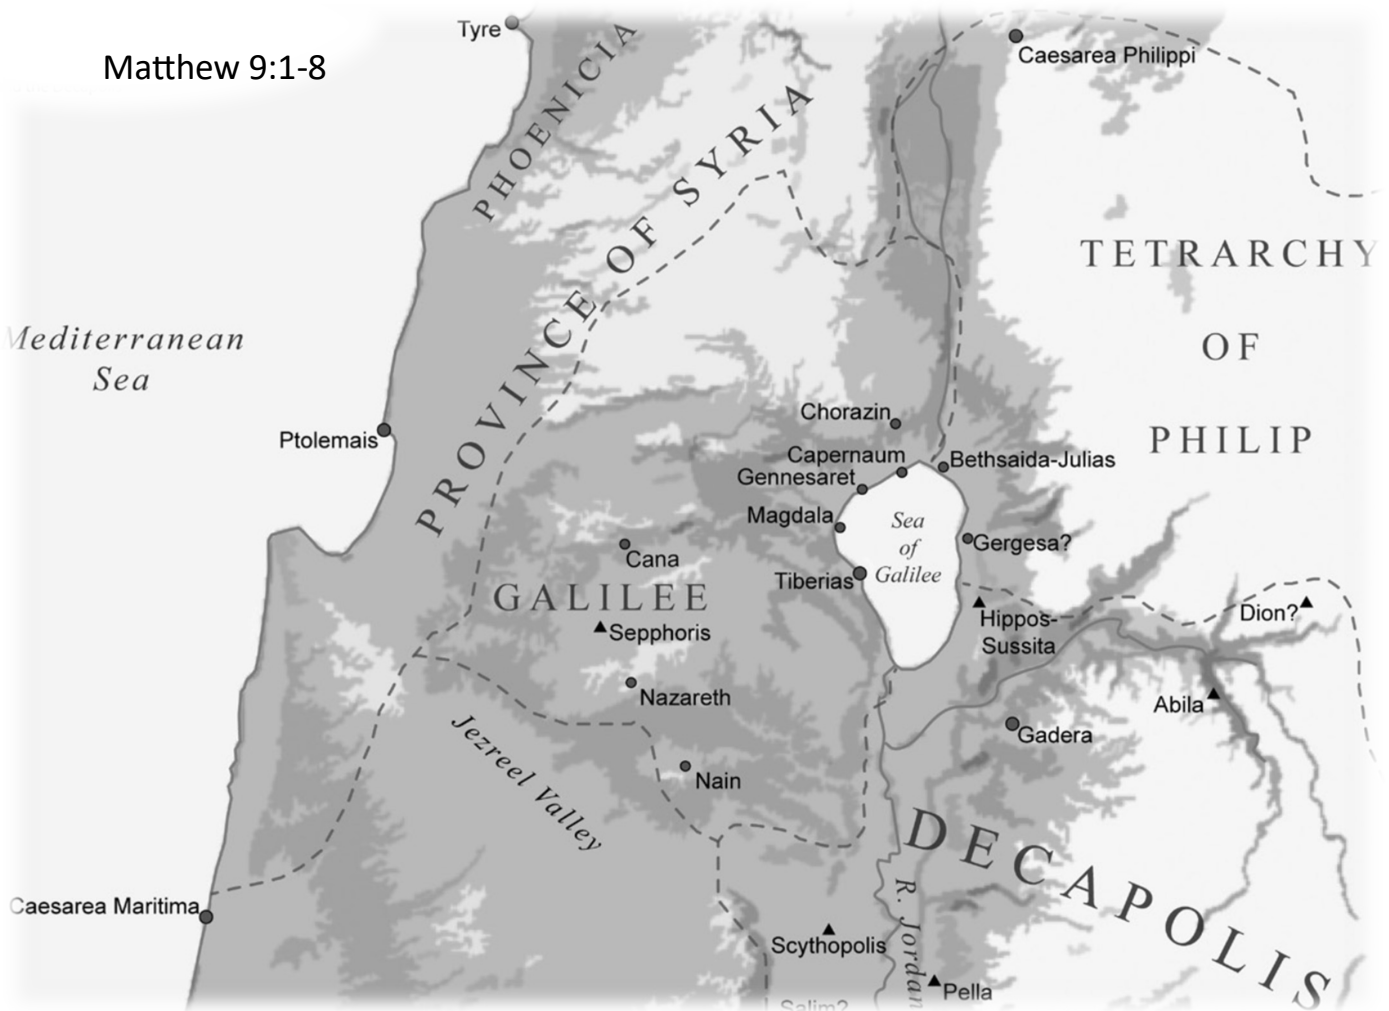 Matthew 9:1-8
Tyre
PHOENICIA
Caesarea Philippi
PROVINCE OF SYRIA
TETRARCHY
OF
PHILIP
Mediterranean
Sea
Ptolemais
Chorazin
Capernaum
Bethsaida-Julias
Gennesaret
Magdala
Sea
of
Galilee
Gergesa?
Cana
Tiberias
GALILEE
Hippos-
Sussita
Dion?
Sepphoris
Nazareth
Abila
Gadera
Jezreel Valley
Nain
DECAPOLIS
Caesarea Maritima
R. Jordan
Scythopolis
Pella
Salim?